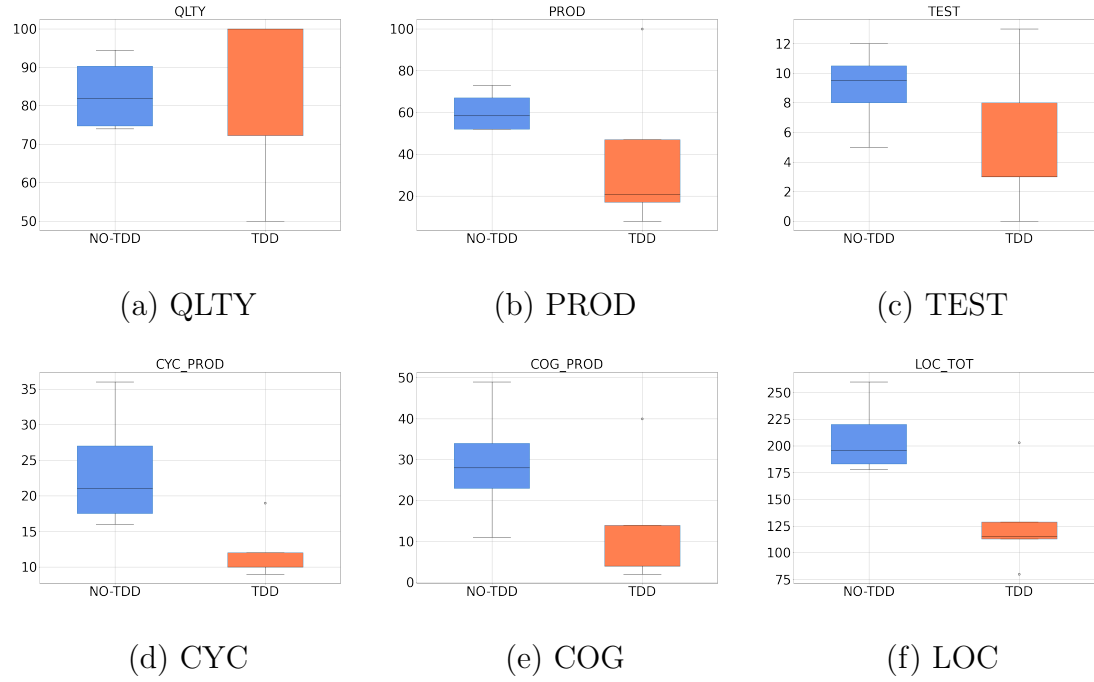 QLTY
100
90
80
70
60
50
NO-TDD
TDD
(a) QLTY
PROD
100
80
60
40
20
NO-TDD
TDD
(b) PROD
TEST
12
10
8
6
4
2
0
NO-TDD
TDD
(c) TEST
CYC_PROD
35
30
25
20
15
10
NO-TDD
TDD
(d) CYC
COG_PROD
50
40
30
20
10
0
NO-TDD
TDD
(e) COG
LOC_TOT
250
225
200
175
150
125
100
75
NO-TDD
TDD
(f) LOC